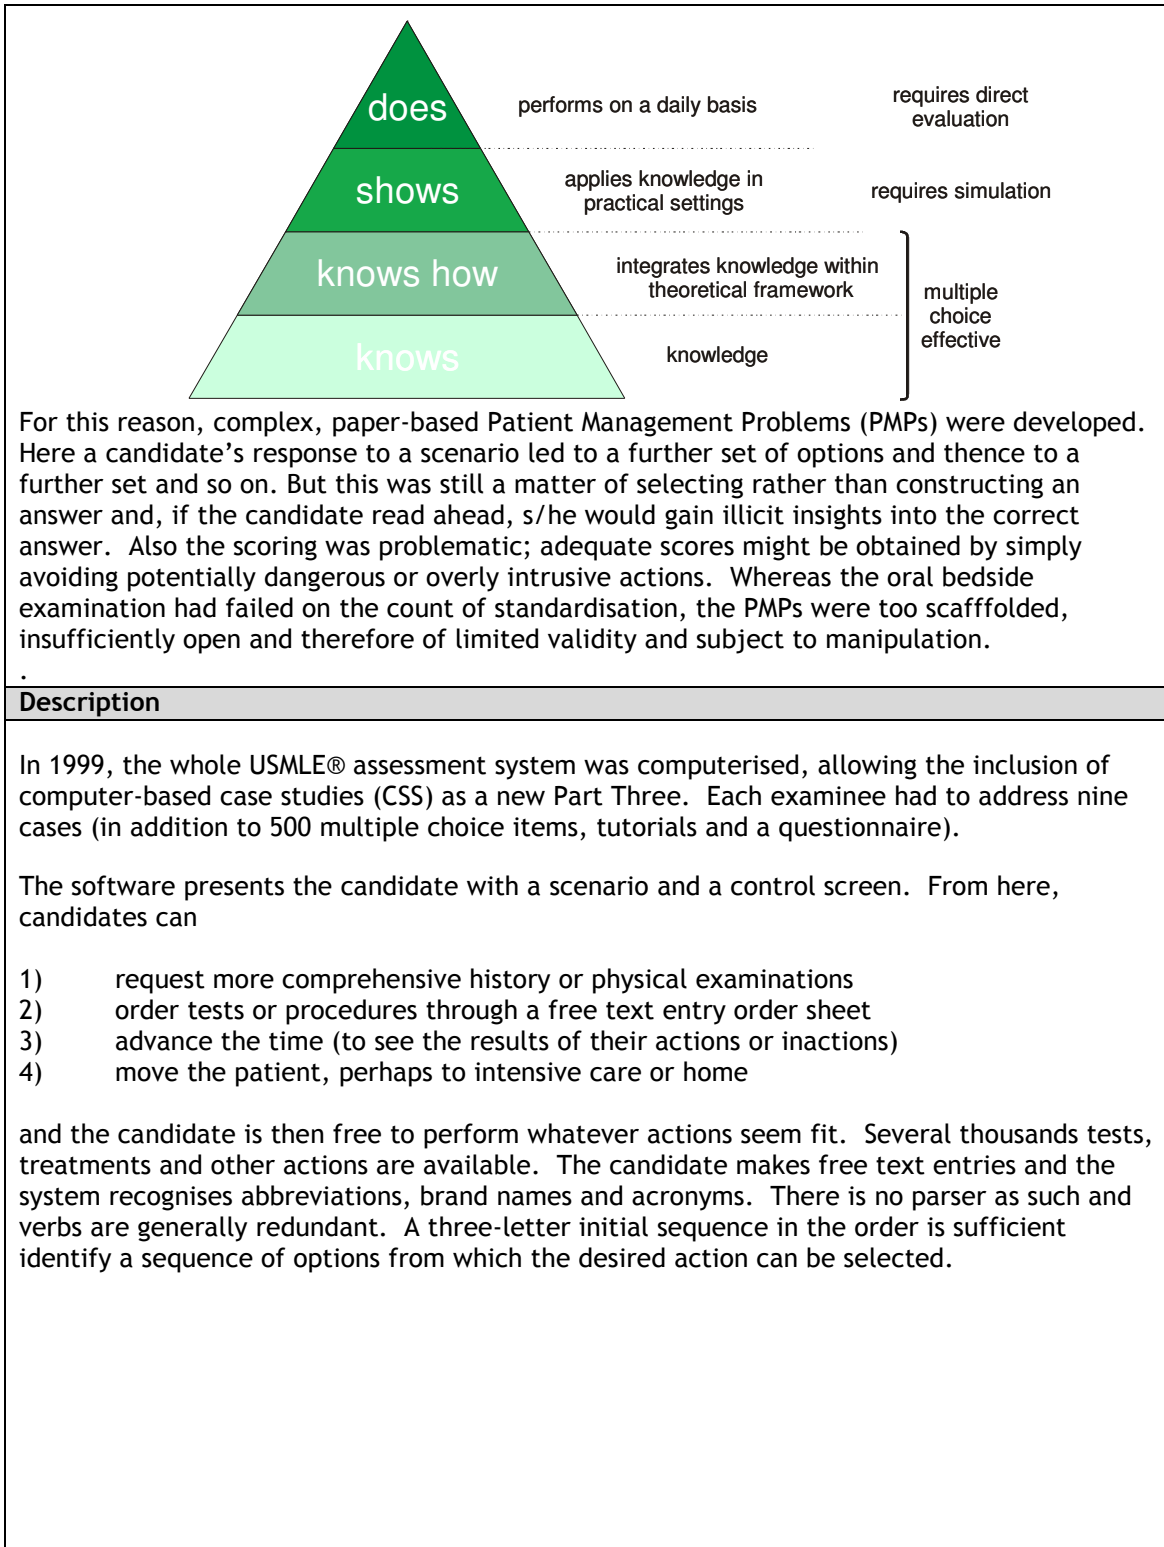 does
performs on a daily basis
requires direct
evaluation
shows
applies knowledge in
practical settings
requires simulation
knows how
integrates knowledge within
theoretical framework
multiple
choice
effective
knows
knowledge
For this reason, complex, paper-based Patient Management Problems (PMPs) were developed.
Here a candidate’s response to a scenario led to a further set of options and thence to a
further set and so on. But this was still a matter of selecting rather than constructing an
answer and, if the candidate read ahead, s/he would gain illicit insights into the correct
answer.  Also the scoring was problematic; adequate scores might be obtained by simply
avoiding potentially dangerous or overly intrusive actions.  Whereas the oral bedside
examination had failed on the count of standardisation, the PMPs were too scafffolded,
insufficiently open and therefore of limited validity and subject to manipulation.
.
Description
In 1999, the whole USMLE® assessment system was computerised, allowing the inclusion of
computer-based case studies (CSS) as a new Part Three.  Each examinee had to address nine
cases (in addition to 500 multiple choice items, tutorials and a questionnaire).
The software presents the candidate with a scenario and a control screen.  From here,
candidates can
1) request more comprehensive history or physical examinations
2) order tests or procedures through a free text entry order sheet
3) advance the time (to see the results of their actions or inactions)
4) move the patient, perhaps to intensive care or home
and the candidate is then free to perform whatever actions seem fit.  Several thousands tests,
treatments and other actions are available.  The candidate makes free text entries and the
system recognises abbreviations, brand names and acronyms.  There is no parser as such and
verbs are generally redundant.  A three-letter initial sequence in the order is sufficient
identify a sequence of options from which the desired action can be selected.